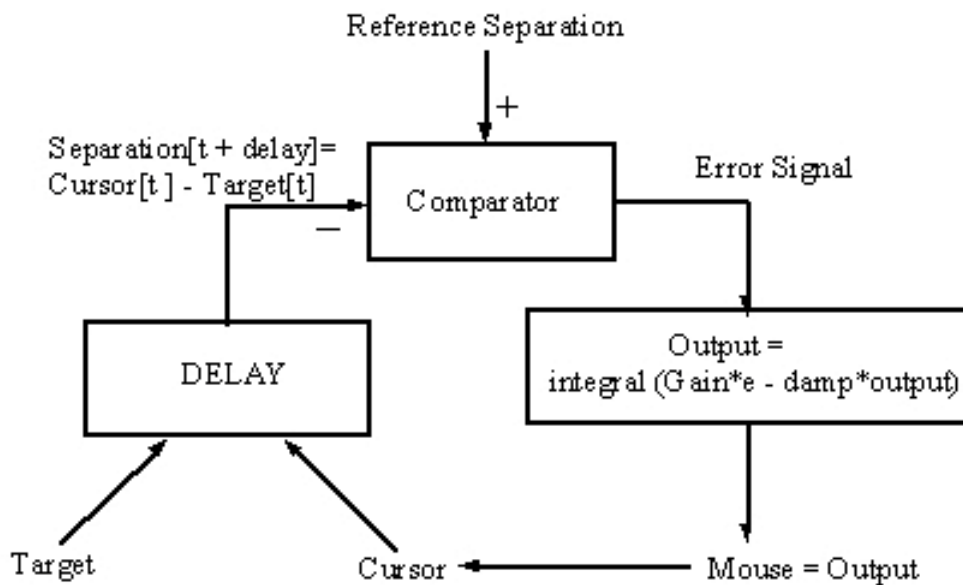 Reference Separation
+
Separation[t + delay]=
Cursor[t ] - Target[t]
−
Comparator
Error Signal
DELAY
Output =
integral (Gain*e - damp*output)
Target
Cursor
Mouse = Output